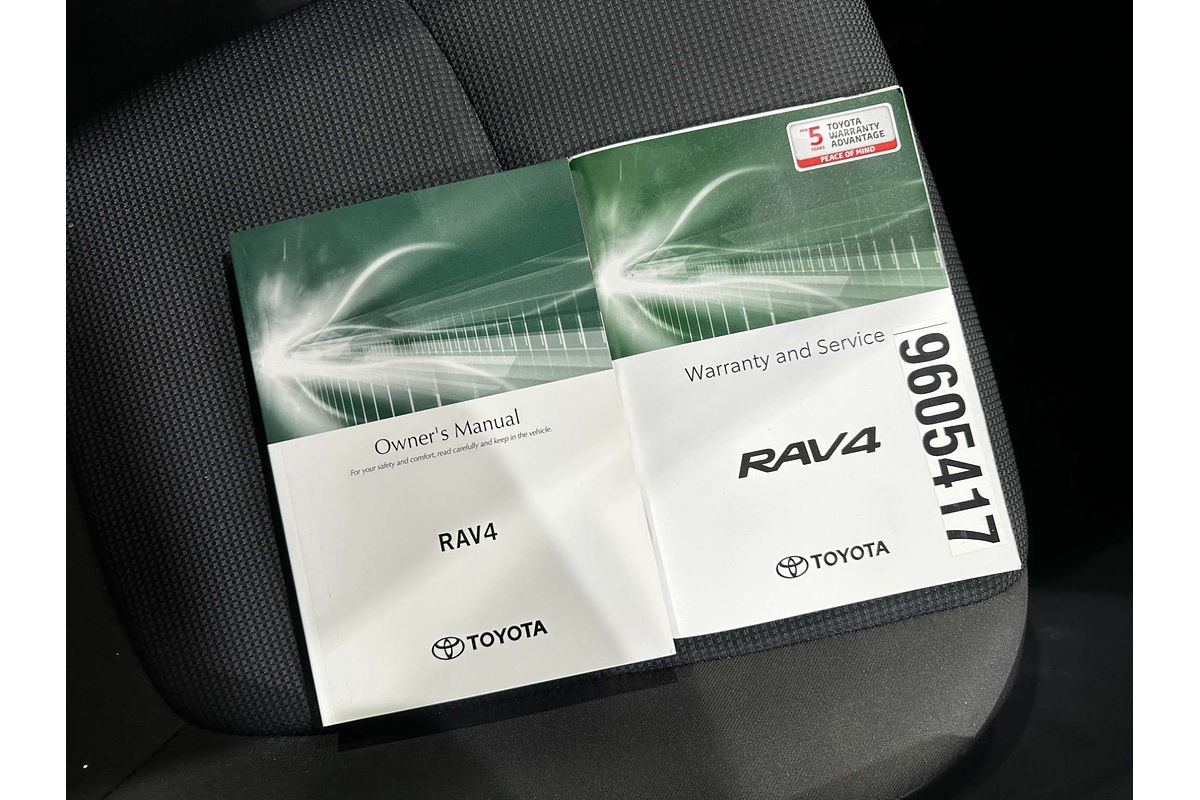 Owner's Manual
For your safety and comfort, read carefully and keep in the vehicle.
RAV4
TOYOTA
NEW
5
YEARS
TOYOTA
WARRANTY
ADVANTAGE
PEACE OF MIND
Warranty and Service
RAV4
TOYOTA
9605417